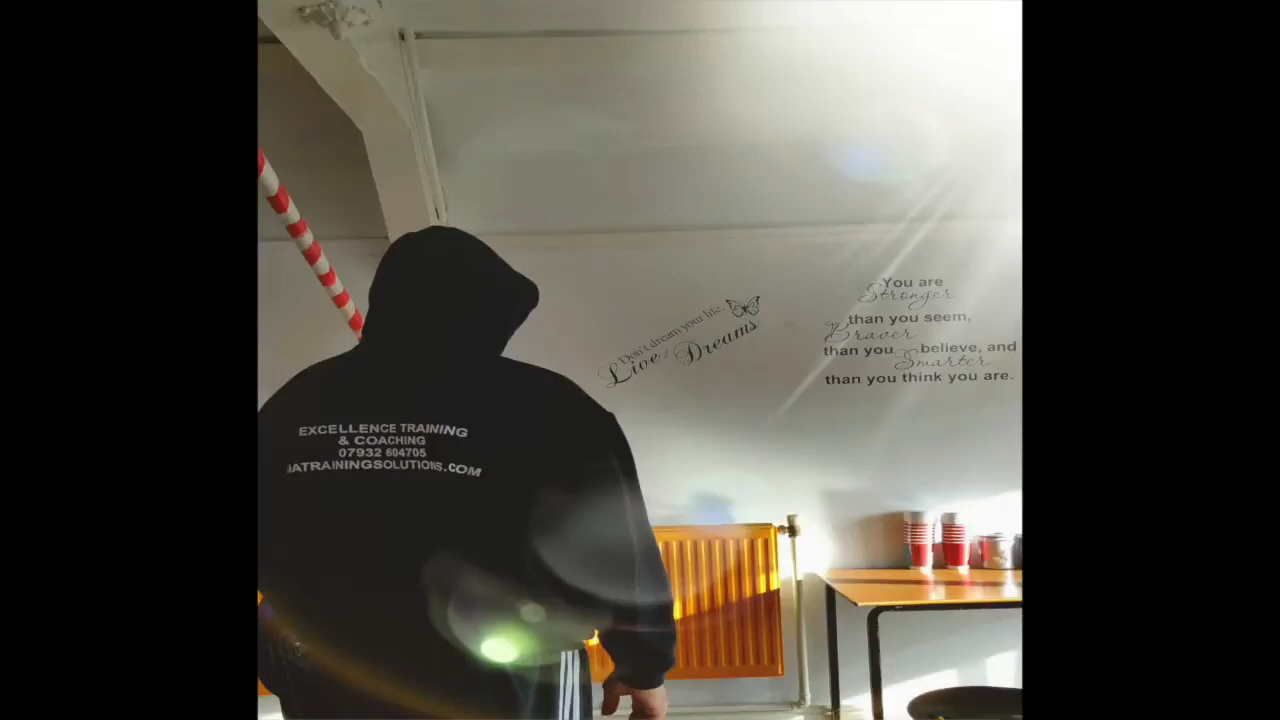 EXCELLENCE TRAINING
& COACHING
07932 604705
ATRAININGSOLUTIONS.COM
Don't dream your life.
Live Dreams
You are
Stronger
than you seem,
Braver
than you believe, and
Smarter
than you think you are.